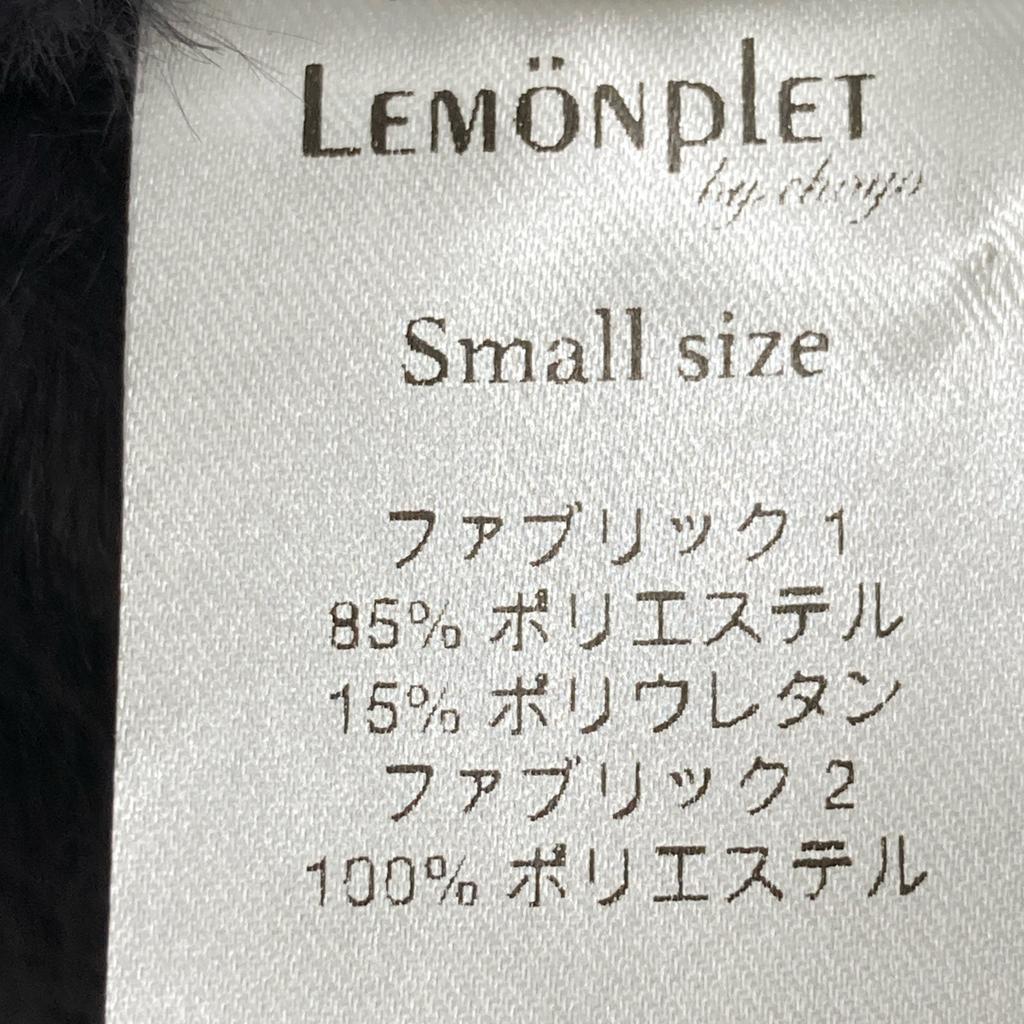 LEMÖNPLET
by choyo
Small size
ファブリック 1
85% ポリエステル
15% ポリウレタン
ファブリック 2
100% ポリエステル